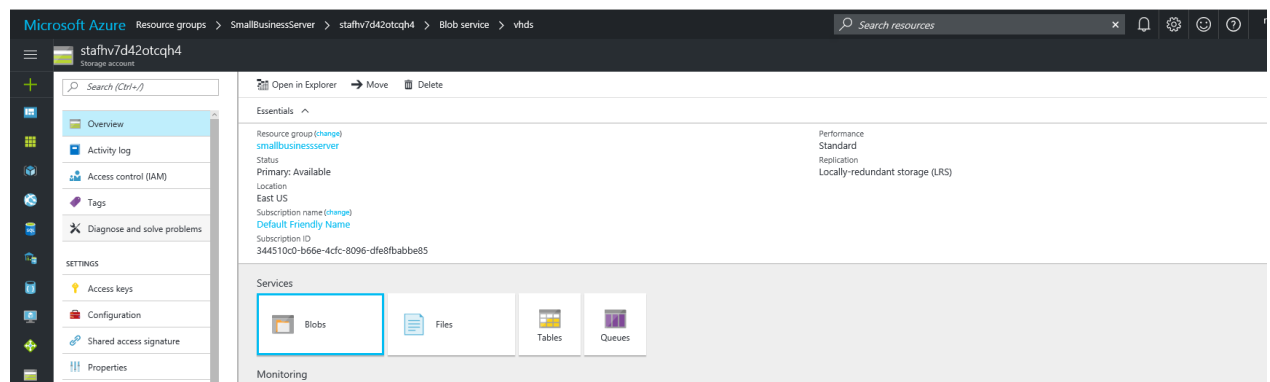 Microsoft Azure Resource groups > SmallBusinessServer > stafhv7d42otcqh4 > Blob service > vhds
Search resources
stafhv7d42otcqh4
Storage account
Search (Ctrl+/)
Overview
Activity log
Access control (IAM)
Tags
Diagnose and solve problems
SETTINGS
Access keys
Configuration
Shared access signature
Properties
Open in Explorer Move Delete
Essentials
Resource group (change)
smallbusinessserver
Status
Primary: Available
Location
East US
Subscription name (change)
Default Friendly Name
Subscription ID
344510c0-b66e-4cfc-8096-dfe8fbabbe85
Performance
Standard
Replication
Locally-redundant storage (LRS)
Services
Blobs
Files
Tables
Queues
Monitoring